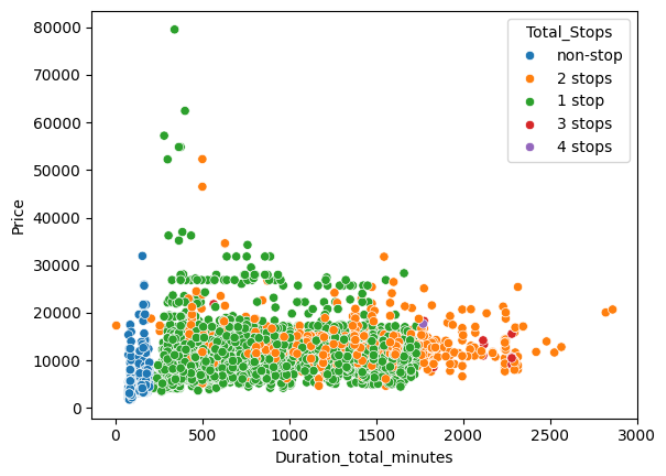 80000
70000
60000
50000
40000
30000
20000
10000
0
Price
Total_Stops
non-stop
2 stops
1 stop
3 stops
4 stops
0 500 1000 1500 2000 2500 3000
Duration_total_minutes